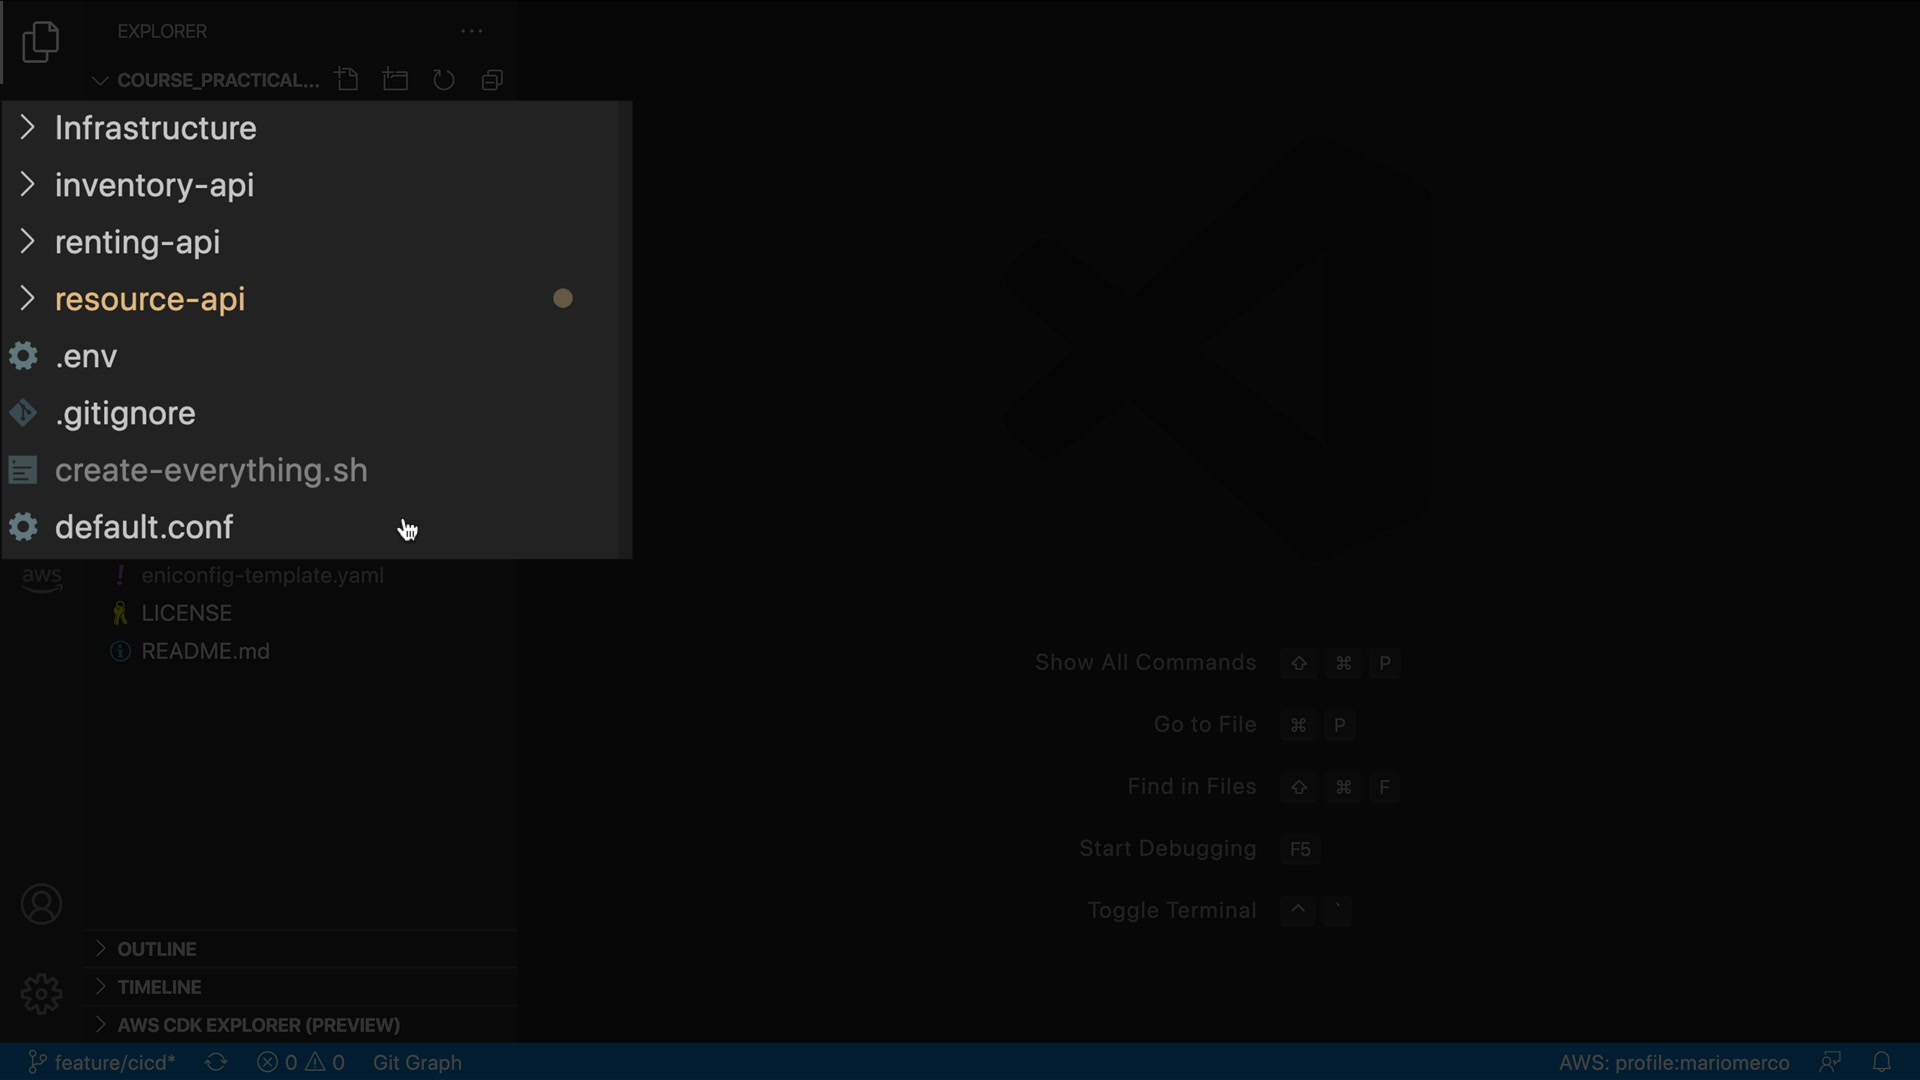 EXPLORER
COURSE_PRACTICAL...
Infrastructure
inventory-api
renting-api
resource-api
.env
.gitignore
create-everything.sh
default.conf
aws
! eniconfig-template.yaml
LICENSE
README.md
Show All Commands ⇧ ⌘ P
Go to File ⌘ P
Find in Files ⇧ ⌘ F
Start Debugging F5
Toggle Terminal ^ `
OUTLINE
TIMELINE
AWS CDK EXPLORER (PREVIEW)
feature/cicd* 0 0 Git Graph AWS: profile:mariomerco